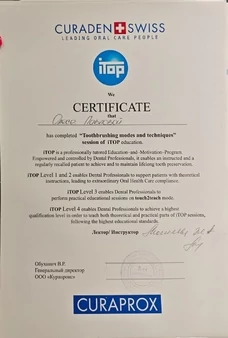 CURADEN SWISS
LEADING ORAL CARE PEOPLE
iTOP
We
CERTIFICATE
that
has completed "Toothbrushing modes and techniques"
session of iTOP education.
iTOP is a professionally tutored Education-and-Motivation-Program.
Empowered and controlled by Dental Professionals, it enables an instructed and a
regularly recalled patient to achieve and to maintain lifelong tooth preservation.
iTOP Level 1 and 2 enables Dental Professionals to support patients with theoretical
instructions, leading to extraordinary Oral Health Care compliance.
iTOP Level 3 enables Dental Professionals to
perform practical educational sessions on touch2teach mode.
iTOP Level 4 enables Dental Professionals to achieve a highest
qualification level in order to teach both theoretical and practical parts of iTOP sessions,
following the highest educational standards.
Лектор/ Инструктор
В.Г.
Генеральный директор
ООО «Курапрокс»
CURAPROX